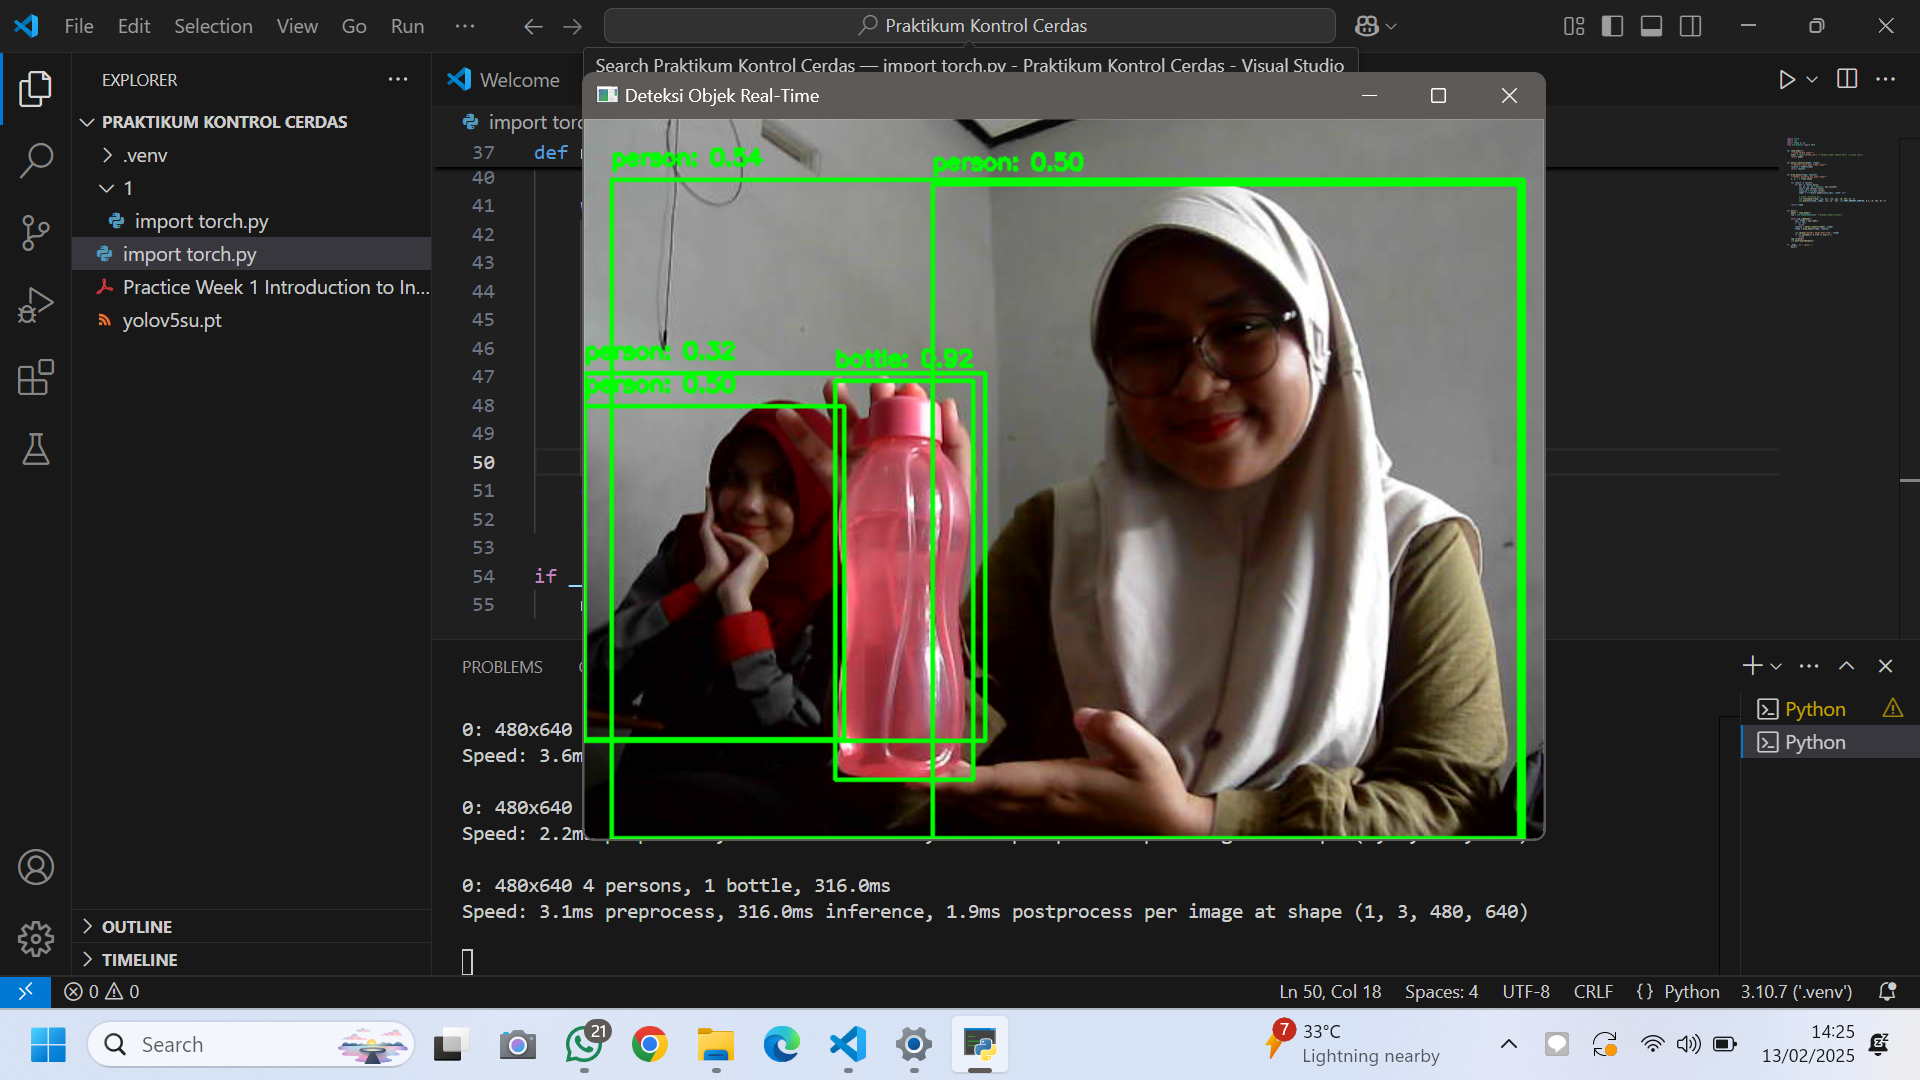 File Edit Selection View Go Run ···
Praktikum Kontrol Cerdas
EXPLORER
Welcome
Search Praktikum Kontrol Cerdas — import torch.py - Praktikum Kontrol Cerdas - Visual Studio
Deteksi Objek Real-Time
PRAKTIKUM KONTROL CERDAS
.venv
1
import torch.py
import torch.py
Practice Week 1 Introduction to In...
yolov5su.pt
37 def
40
41
42
43
44
45
46
47
48
49
50
51
52
53
54 if
55
person: 0.54
person: 0.50
person: 0.32
bottle: 0.92
person: 0.50
PROBLEMS
Python
Python
0: 480x640
Speed: 3.6m
0: 480x640
Speed: 2.2m
0: 480x640 4 persons, 1 bottle, 316.0ms
Speed: 3.1ms preprocess, 316.0ms inference, 1.9ms postprocess per image at shape (1, 3, 480, 640)
OUTLINE
TIMELINE
0 0
Ln 50, Col 18 Spaces: 4 UTF-8 CRLF {} Python 3.10.7 ('.venv')
Search
21
7
33°C
Lightning nearby
14:25
13/02/2025